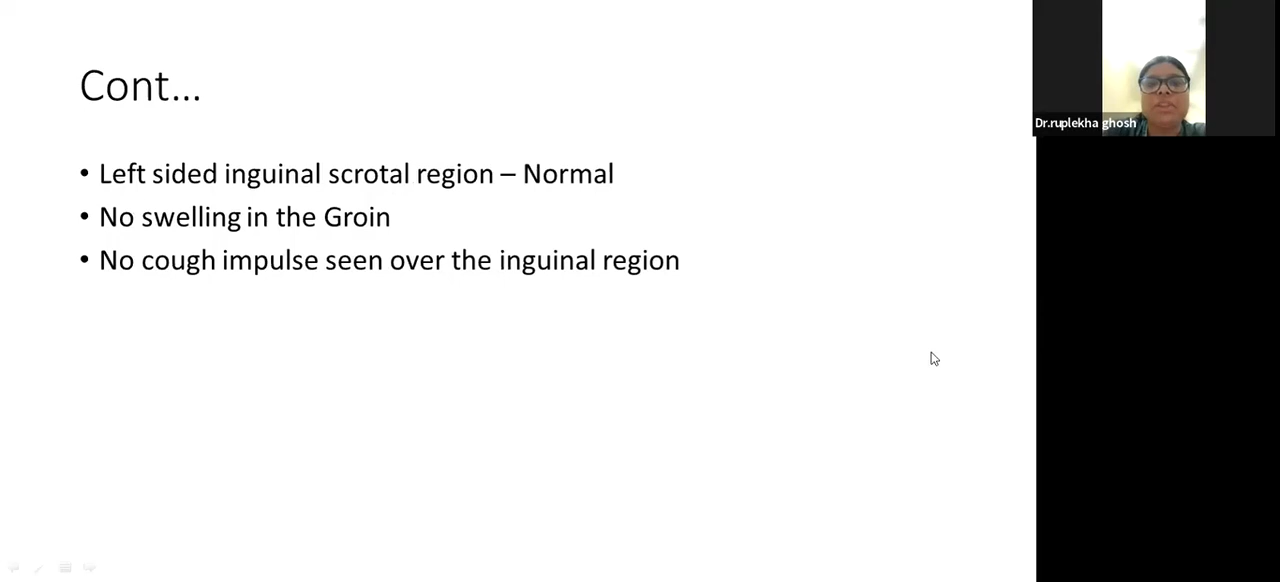 Cont...
• Left sided inguinal scrotal region – Normal
• No swelling in the Groin
• No cough impulse seen over the inguinal region
Dr.ruplekha ghosh